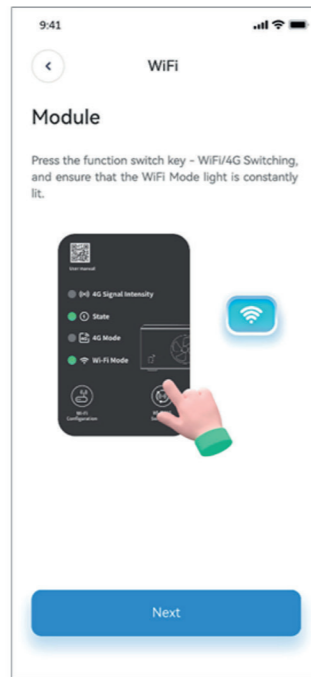 9:41
WiFi
Module
Press the function switch key - WiFi/4G Switching,
and ensure that the WiFi Mode light is constantly
lit.
User manual
4G Signal Intensity
State
4G Mode
Wi-Fi Mode
Wi-Fi
Configuration
Next